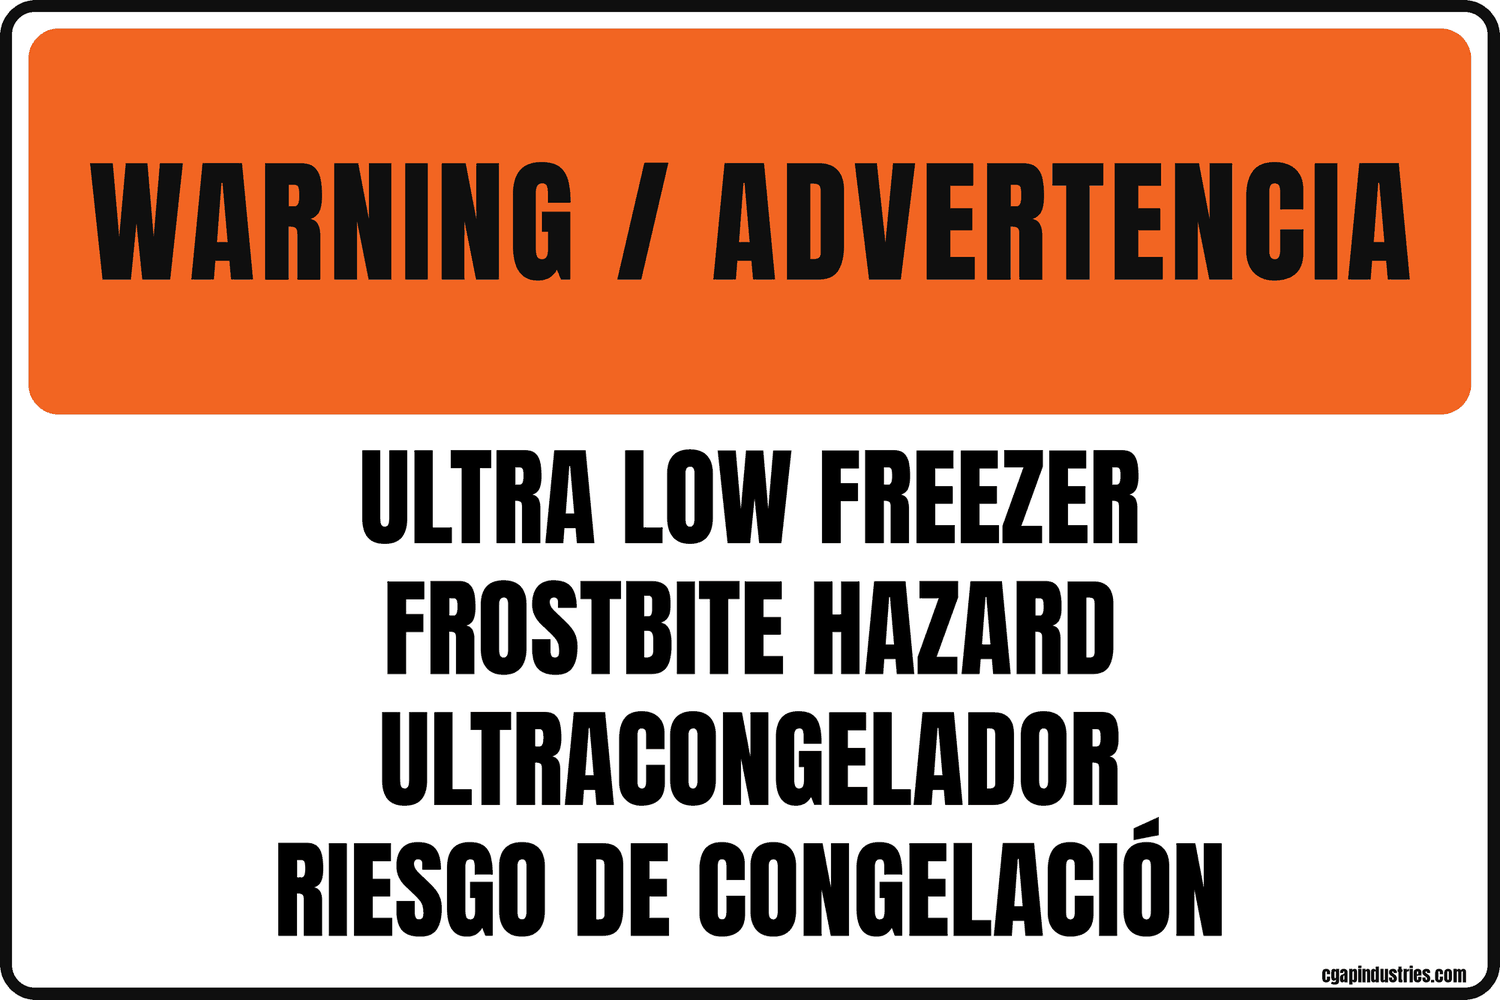 WARNING / ADVERTENCIA
ULTRA LOW FREEZER
FROSTBITE HAZARD
ULTRACONGELADOR
RIESGO DE CONGELACIÓN
cgapindustries.com